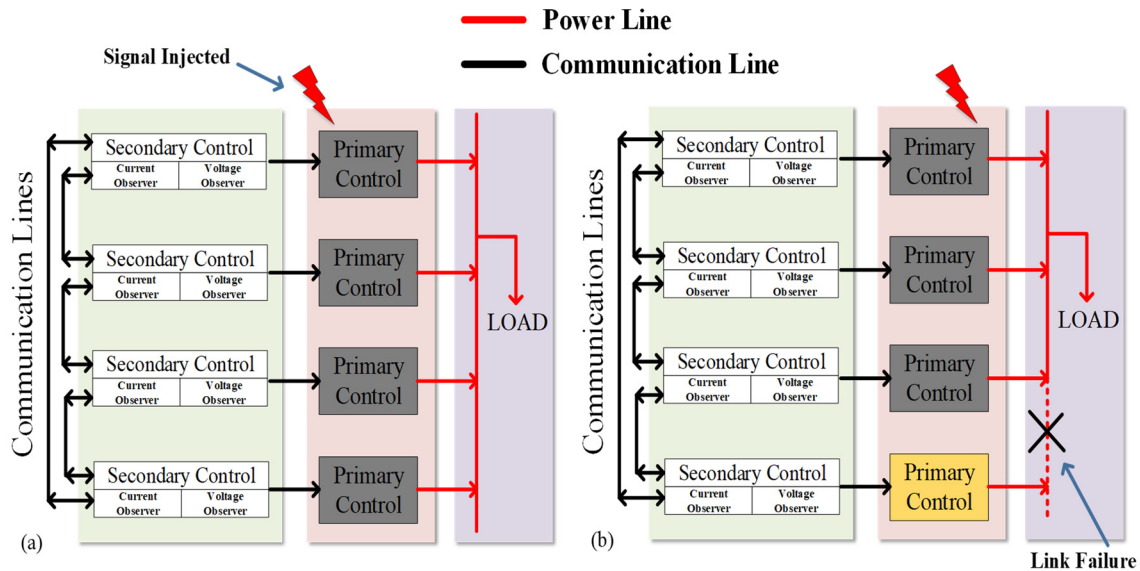 Power Line
Communication Line
Signal Injected
Communication Lines
Secondary Control
Current Observer
Voltage Observer
Primary Control
Secondary Control
Current Observer
Voltage Observer
Primary Control
LOAD
Secondary Control
Current Observer
Voltage Observer
Primary Control
Secondary Control
Current Observer
Voltage Observer
Primary Control
(a)
Communication Lines
Secondary Control
Current Observer
Voltage Observer
Primary Control
Secondary Control
Current Observer
Voltage Observer
Primary Control
LOAD
Secondary Control
Current Observer
Voltage Observer
Primary Control
Secondary Control
Current Observer
Voltage Observer
Primary Control
(b)
Link Failure